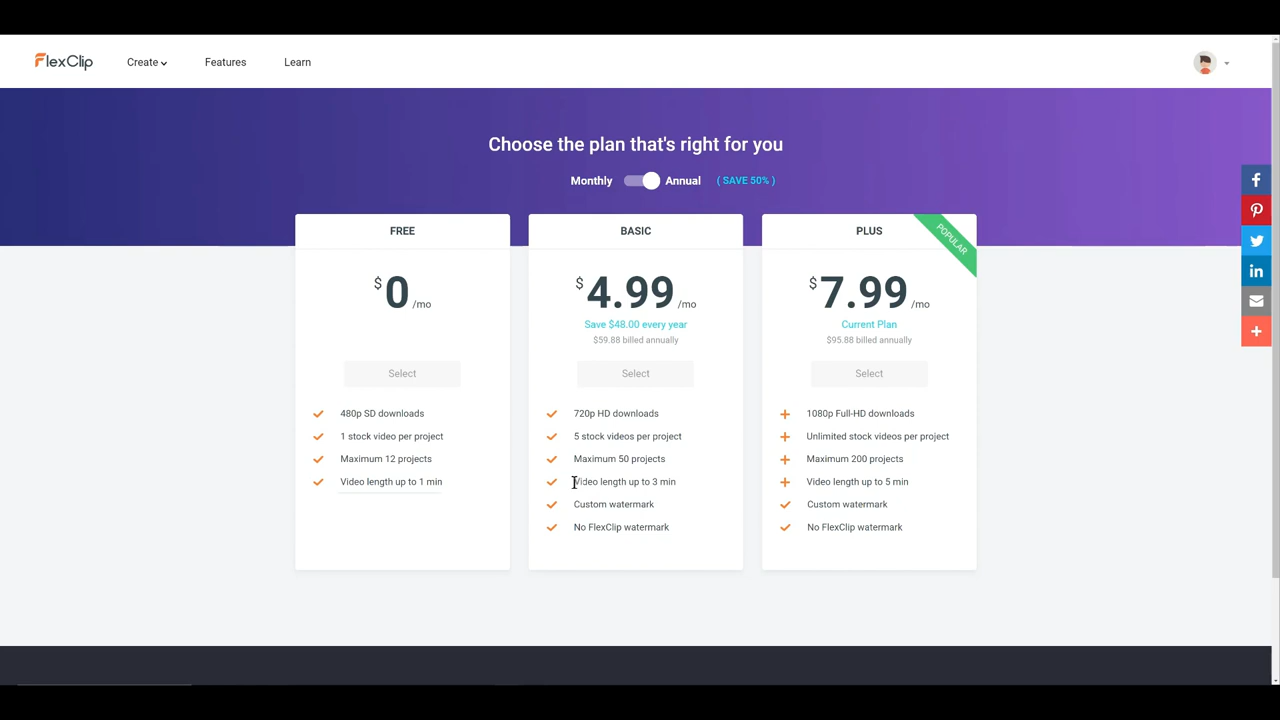 FlexClip
Create
Features
Learn
Choose the plan that's right for you
Monthly Annual ( SAVE 50% )
FREE
$0 /mo
Select
480p SD downloads
1 stock video per project
Maximum 12 projects
Video length up to 1 min
BASIC
$4.99 /mo
Save $48.00 every year
$59.88 billed annually
Select
720p HD downloads
5 stock videos per project
Maximum 50 projects
Video length up to 3 min
Custom watermark
No FlexClip watermark
PLUS
POPULAR
$7.99 /mo
Current Plan
$95.88 billed annually
Select
1080p Full-HD downloads
Unlimited stock videos per project
Maximum 200 projects
Video length up to 5 min
Custom watermark
No FlexClip watermark